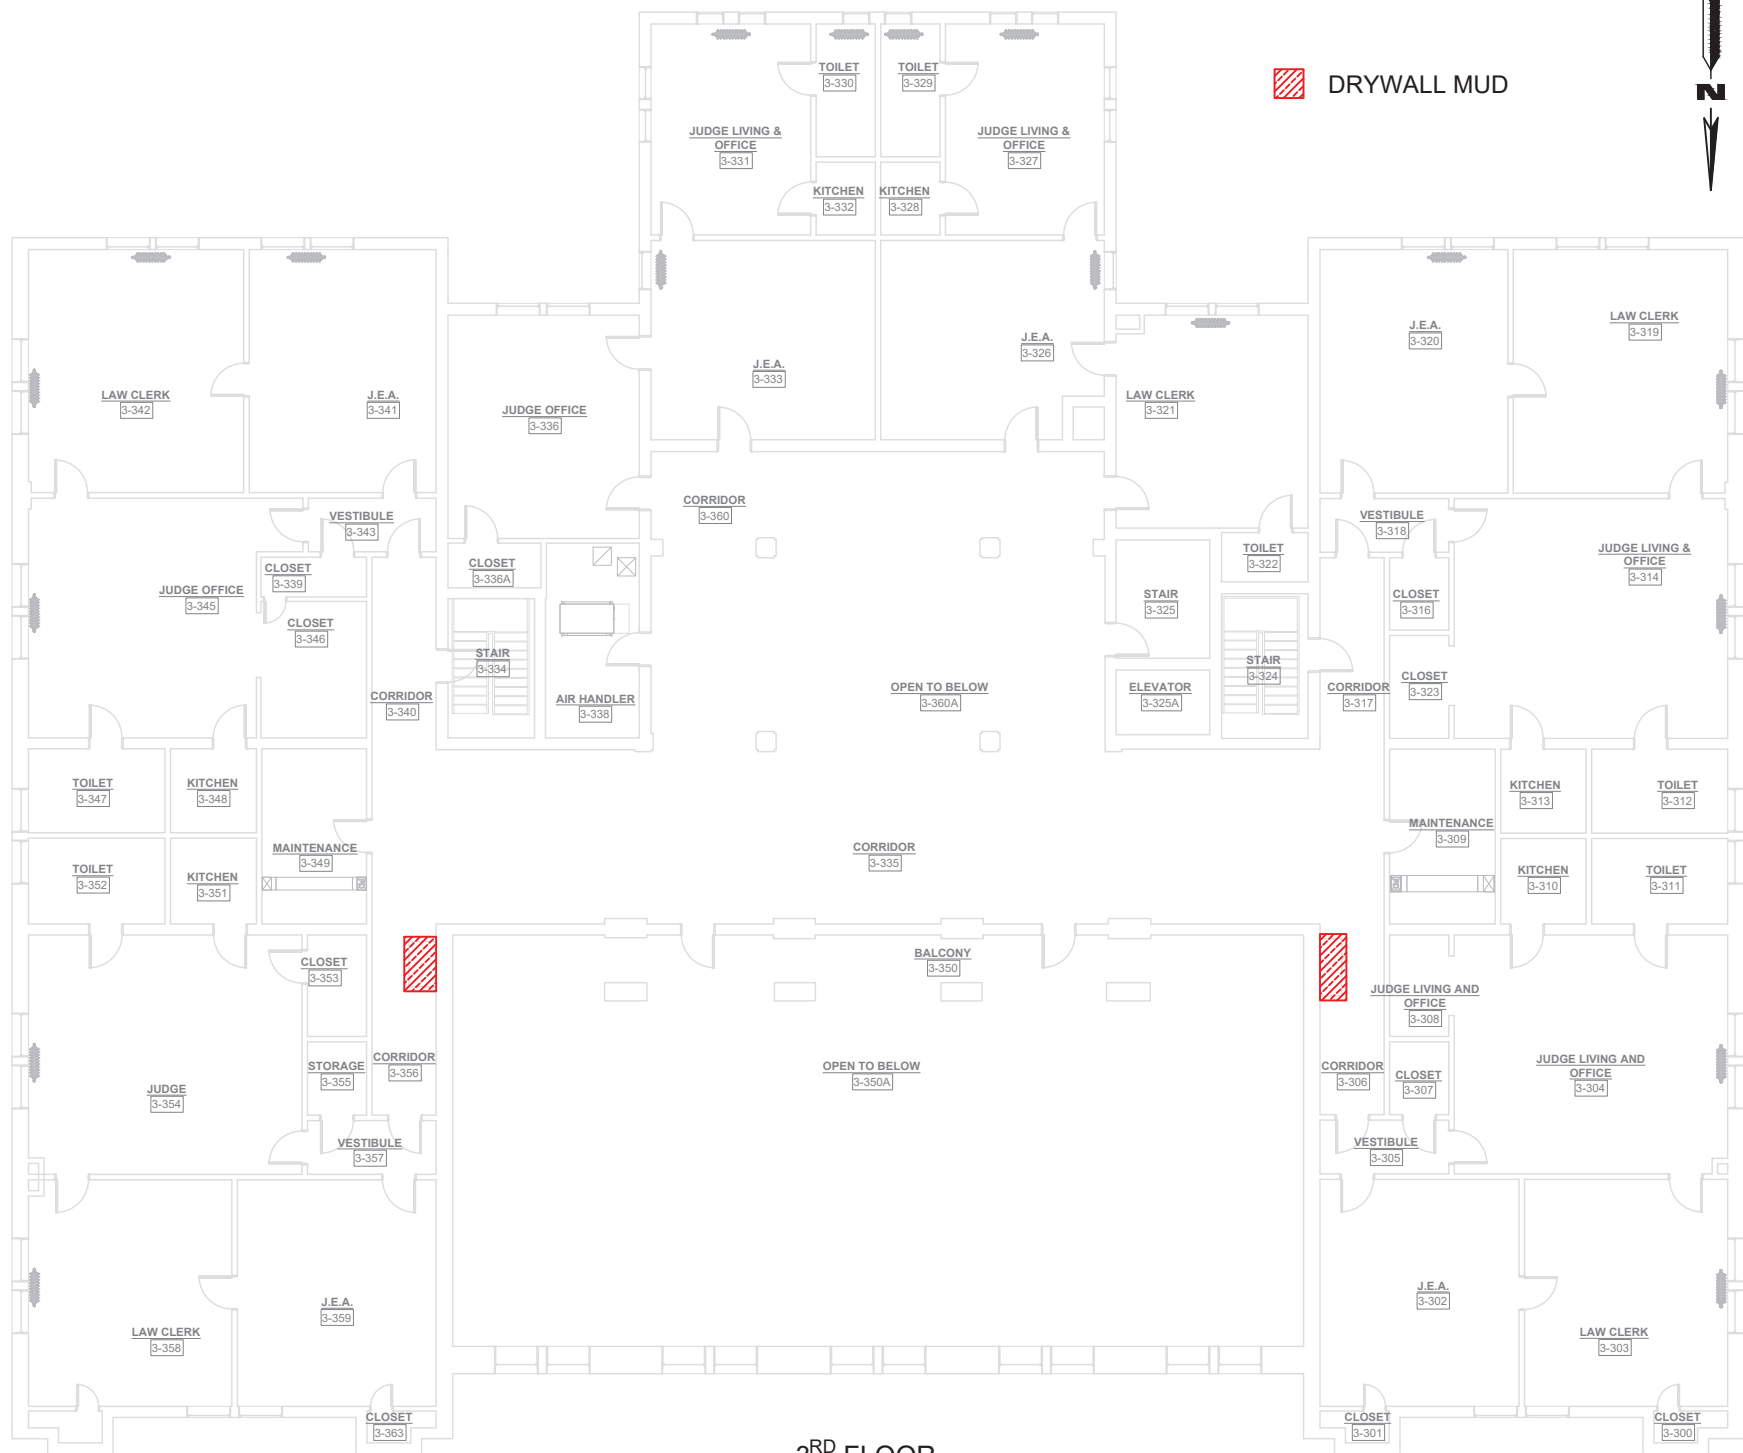 TOILET
3-330
TOILET
3-329
DRYWALL MUD
N
JUDGE LIVING &
OFFICE
3-331
JUDGE LIVING &
OFFICE
3-327
KITCHEN
3-332
KITCHEN
3-328
LAW CLERK
3-319
J.E.A.
3-320
J.E.A.
3-326
J.E.A.
3-333
LAW CLERK
3-342
J.E.A.
3-341
JUDGE OFFICE
3-336
LAW CLERK
3-321
CORRIDOR
3-360
VESTIBULE
3-343
VESTIBULE
3-318
CLOSET
3-339
CLOSET
3-336A
TOILET
3-322
JUDGE LIVING &
OFFICE
3-314
JUDGE OFFICE
3-345
STAIR
3-325
CLOSET
3-316
CLOSET
3-346
STAIR
3-334
STAIR
3-324
CLOSET
3-323
CORRIDOR
3-340
AIR HANDLER
3-338
OPEN TO BELOW
3-360A
ELEVATOR
3-325A
CORRIDOR
3-317
TOILET
3-347
KITCHEN
3-348
KITCHEN
3-313
TOILET
3-312
MAINTENANCE
3-349
CORRIDOR
3-335
MAINTENANCE
3-309
TOILET
3-352
KITCHEN
3-351
KITCHEN
3-310
TOILET
3-311
CLOSET
3-353
BALCONY
3-350
JUDGE LIVING AND
OFFICE
3-308
STORAGE
3-355
CORRIDOR
3-356
OPEN TO BELOW
3-350A
CORRIDOR
3-306
CLOSET
3-307
JUDGE LIVING AND
OFFICE
3-304
JUDGE
3-354
VESTIBULE
3-357
VESTIBULE
3-305
J.E.A.
3-359
J.E.A.
3-302
LAW CLERK
3-358
LAW CLERK
3-303
CLOSET
3-363
CLOSET
3-301
CLOSET
3-300
3RD FLOOR